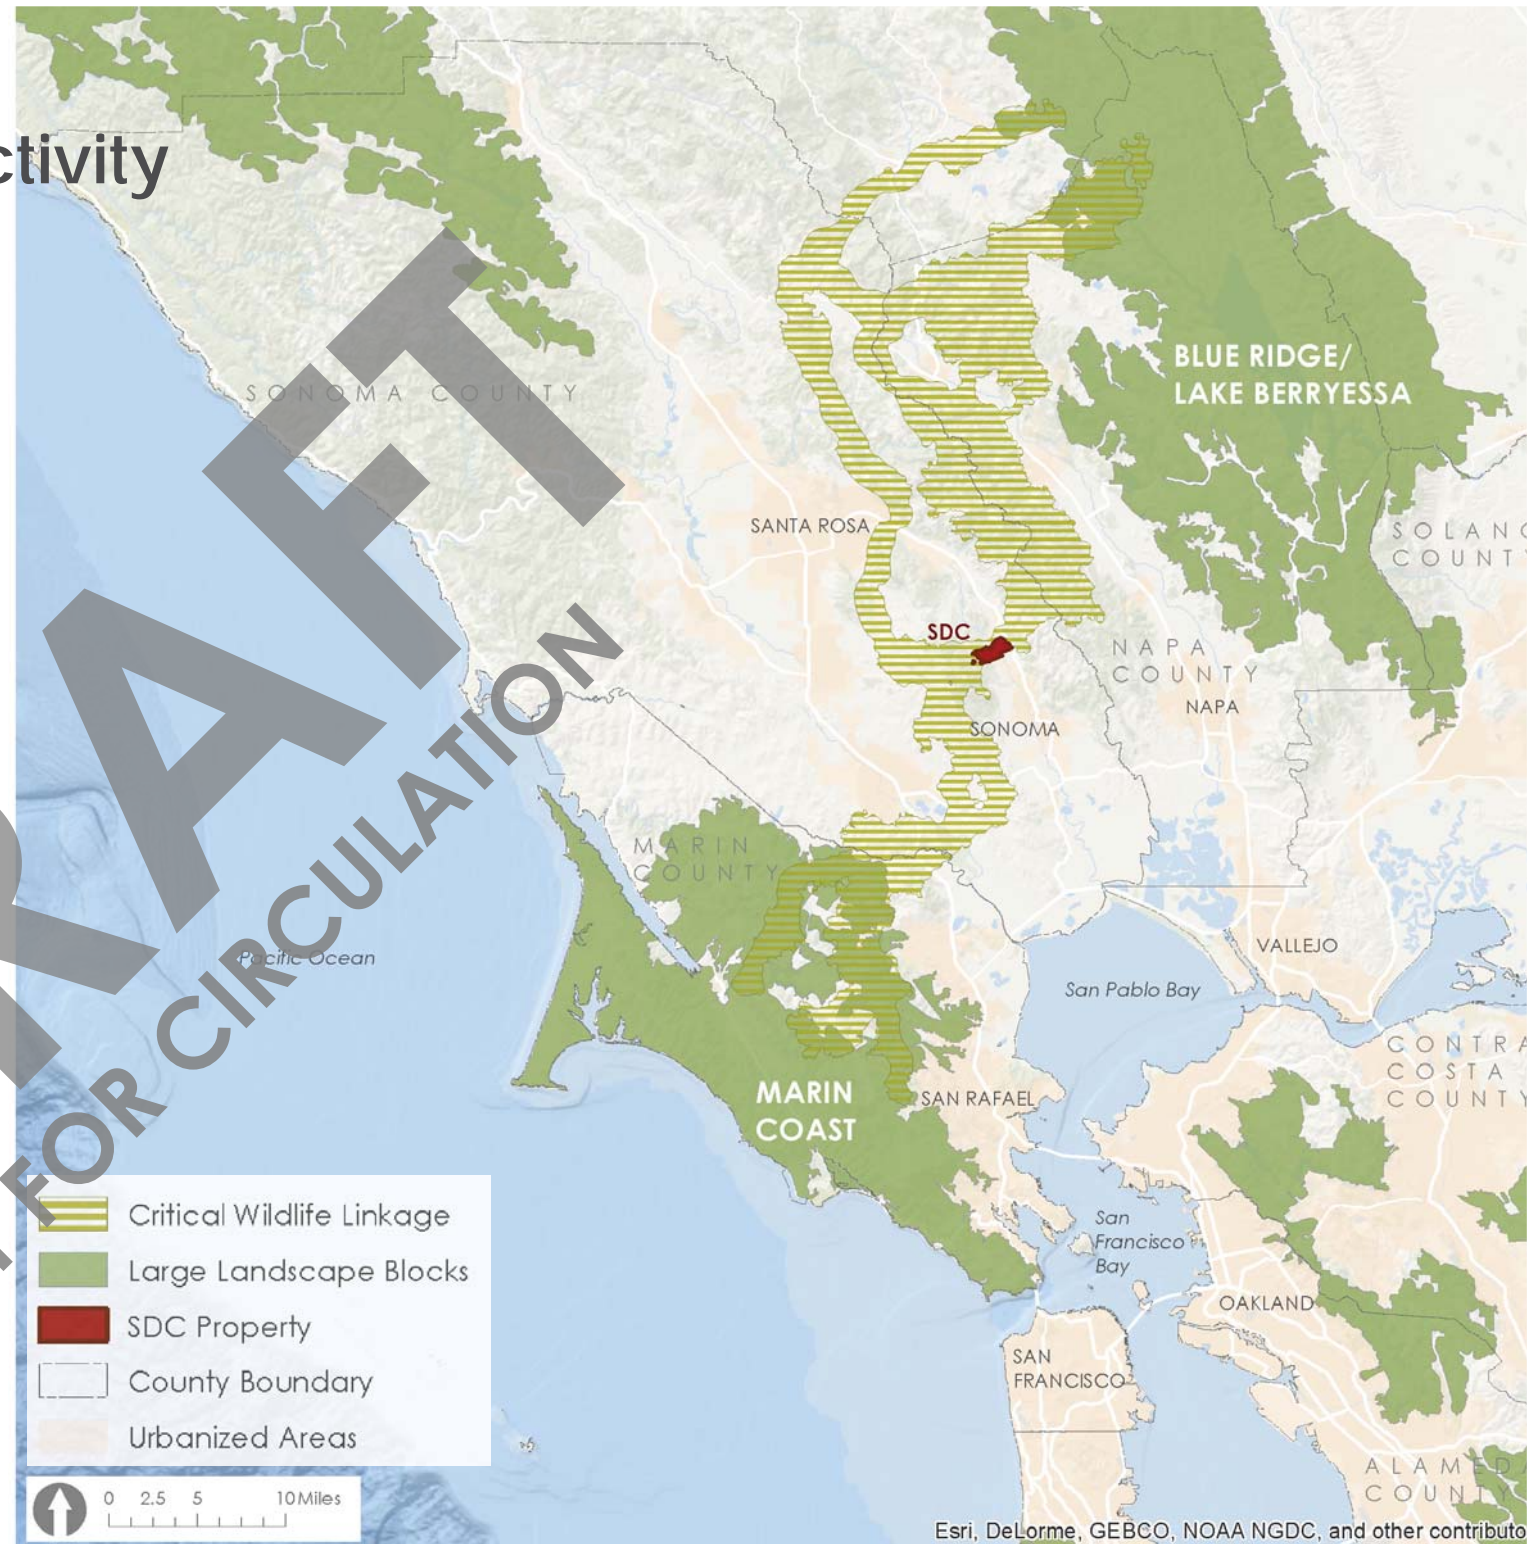 ctivity
SONOMA COUNTY
BLUE RIDGE/
LAKE BERRYESSA
SANTA ROSA
SOLANO
COUNTY
SDC
NAPA
COUNTY
NAPA
SONOMA
MARIN
COUNTY
Pacific Ocean
VALLEJO
San Pablo Bay
CONTRA
COSTA
COUNTY
MARIN
COAST
SAN RAFAEL
San
Francisco
Bay
OAKLAND
SAN
FRANCISCO
ALAMEDA
COUNTY
RAFT
FOR CIRCULATION
Critical Wildlife Linkage
Large Landscape Blocks
SDC Property
County Boundary
Urbanized Areas
0 2.5 5 10 Miles
Esri, DeLorme, GEBCO, NOAA NGDC, and other contributo